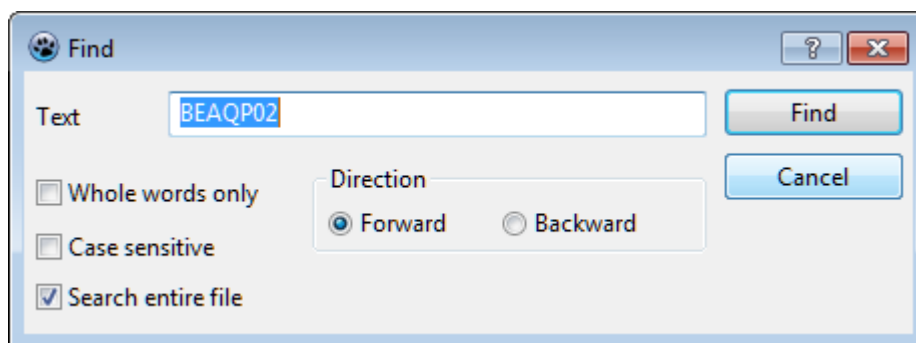 Find
Text BEAQP02 Find
Cancel
Whole words only
Case sensitive
Search entire file
Direction
Forward Backward